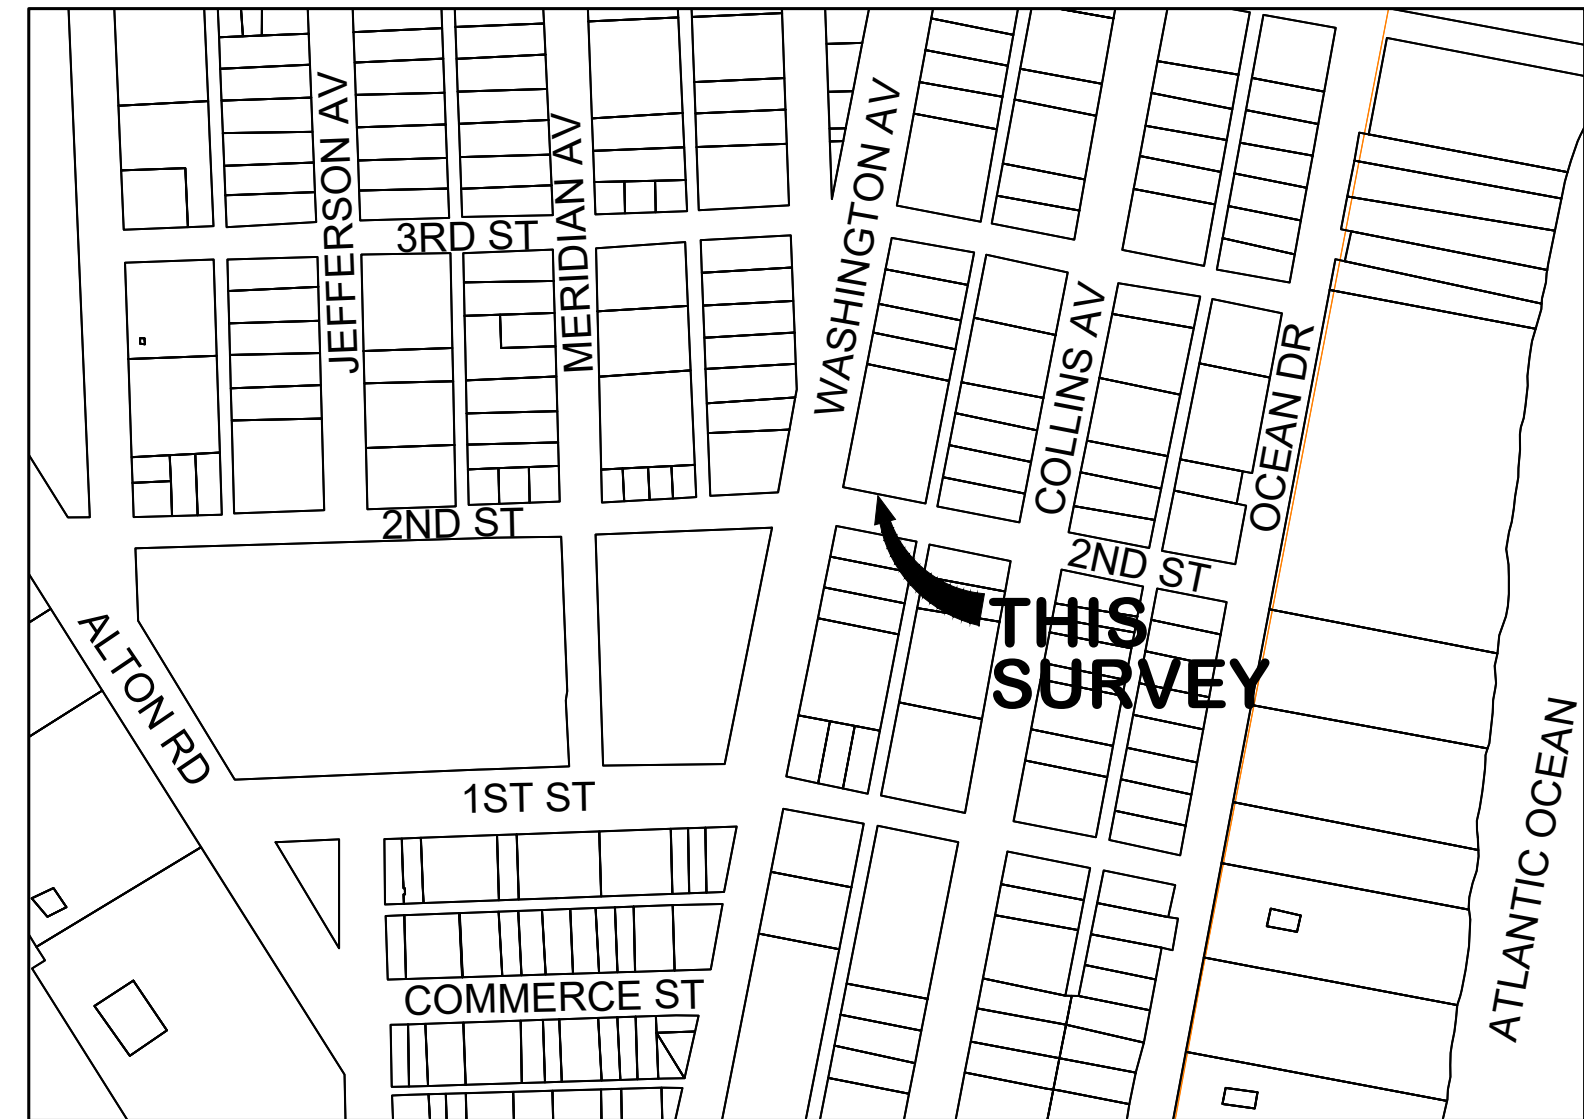 JEFFERSON AV
MERIDIAN AV
WASHINGTON AV
3RD ST
COLLINS AV
OCEAN DR
2ND ST
2ND ST
THIS
SURVEY
ALTON RD
1ST ST
ATLANTIC OCEAN
COMMERCE ST